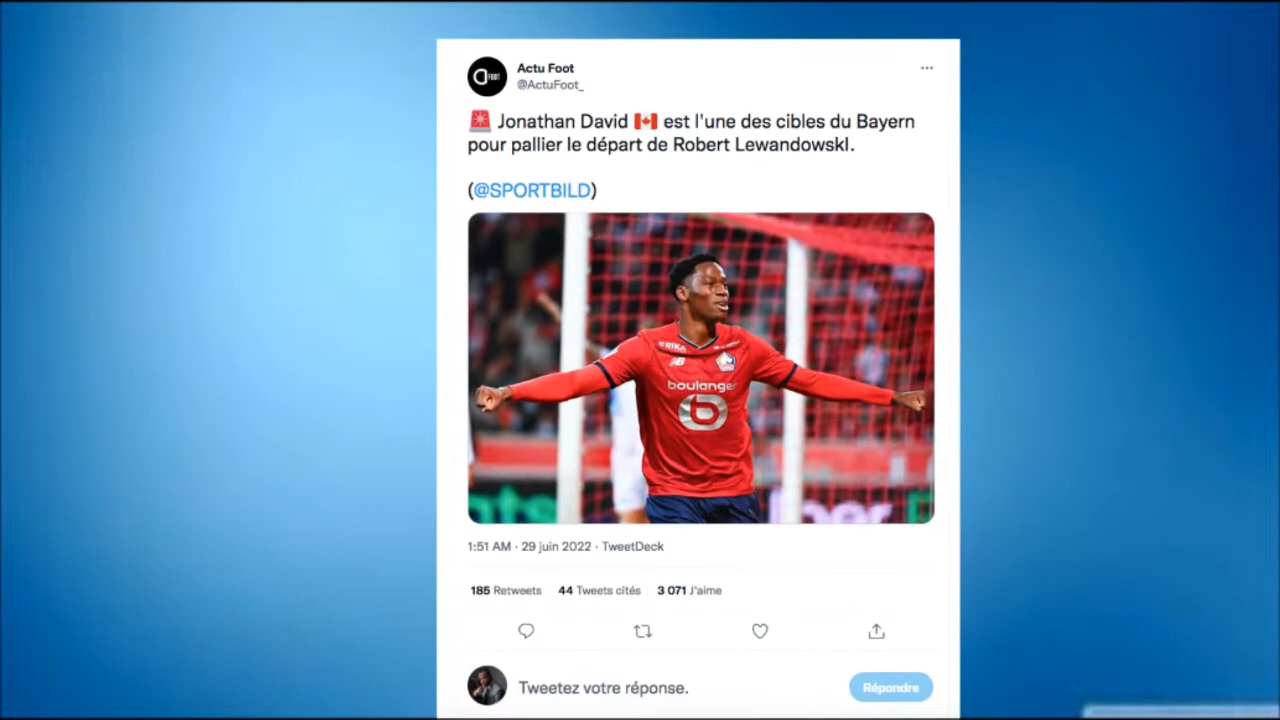 Actu Foot
@ActuFoot_
Jonathan David est l'une des cibles du Bayern
pour pallier le départ de Robert Lewandowskl.
(@SPORTBILD)
boulanger
1:51 AM · 29 juin 2022 · TweetDeck
185 Retweets 44 Tweets cités 3 071 J'aime
Tweetez votre réponse.
Répondre